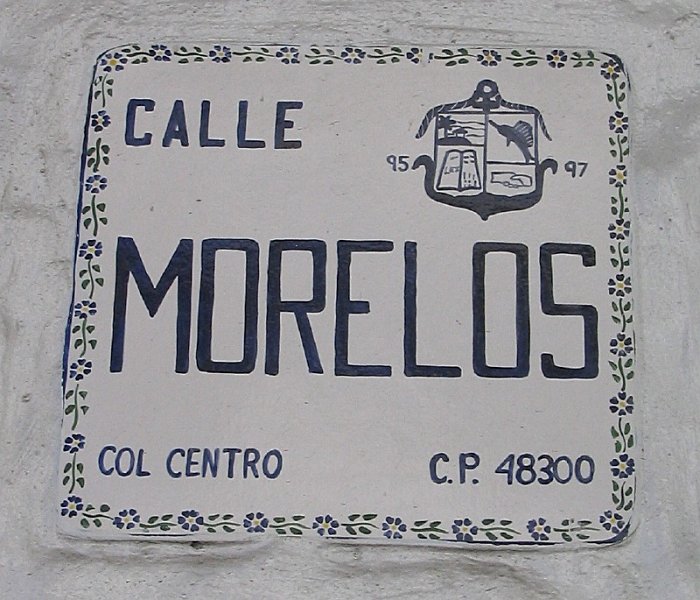 CALLE
95 97
MORELOS
COL CENTRO C.P. 48300